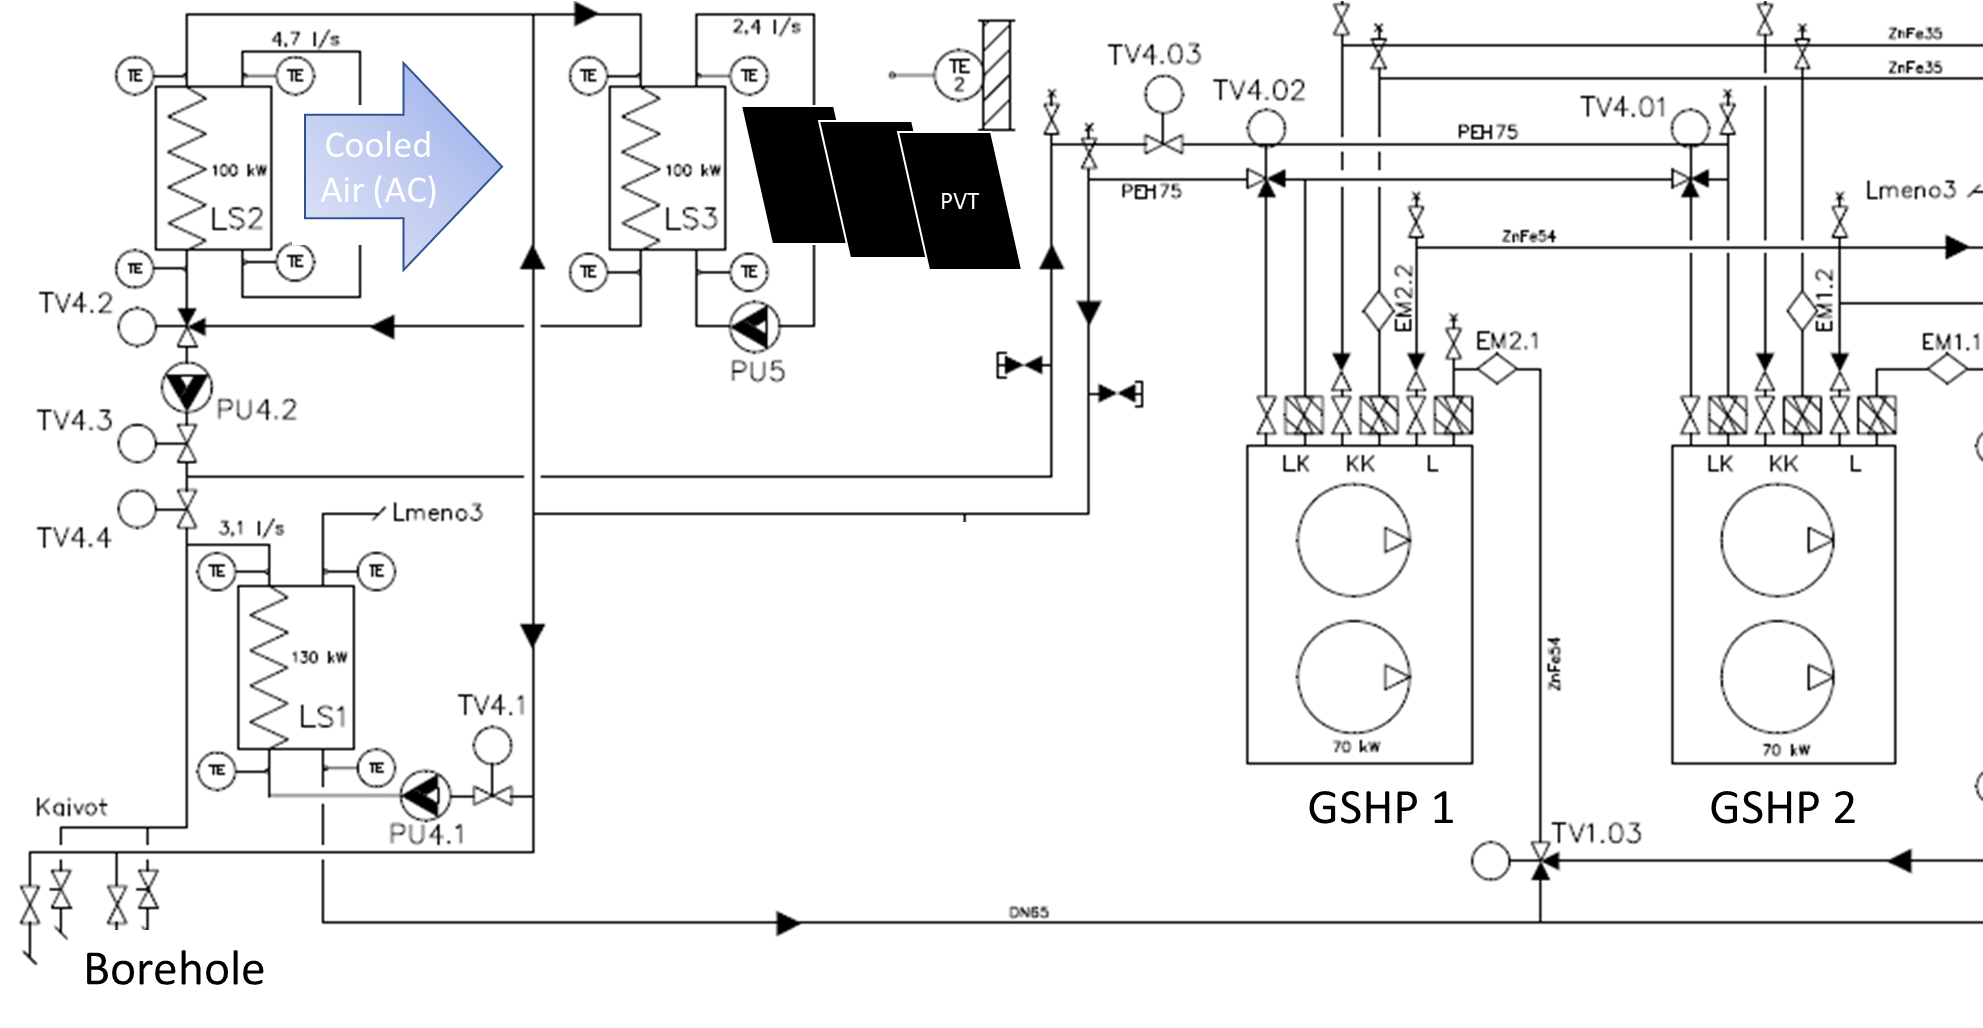 4,7 l/s
2,4 l/s
TE
TE
TE
TE
TE
2
TV4.03
TV4.02
TV4.01
ZnFe35
ZnFe35
PEH75
PEH75
Cooled
Air (AC)
100 kW
LS2
100 kW
LS3
PVT
Lmeno3
ZnFe54
TE
TE
TE
TE
TV4.2
PU5
PU4.2
EM2.2
EM1.2
EM2.1
EM1.1
TV4.3
LK KK L
LK KK L
TV4.4
3,1 l/s
Lmeno3
TE
TE
130 kW
LS1
ZnFe54
TV4.1
TE
TE
70 kW
70 kW
GSHP 1
GSHP 2
Kaivot
PU4.1
TV1.03
DN65
Borehole